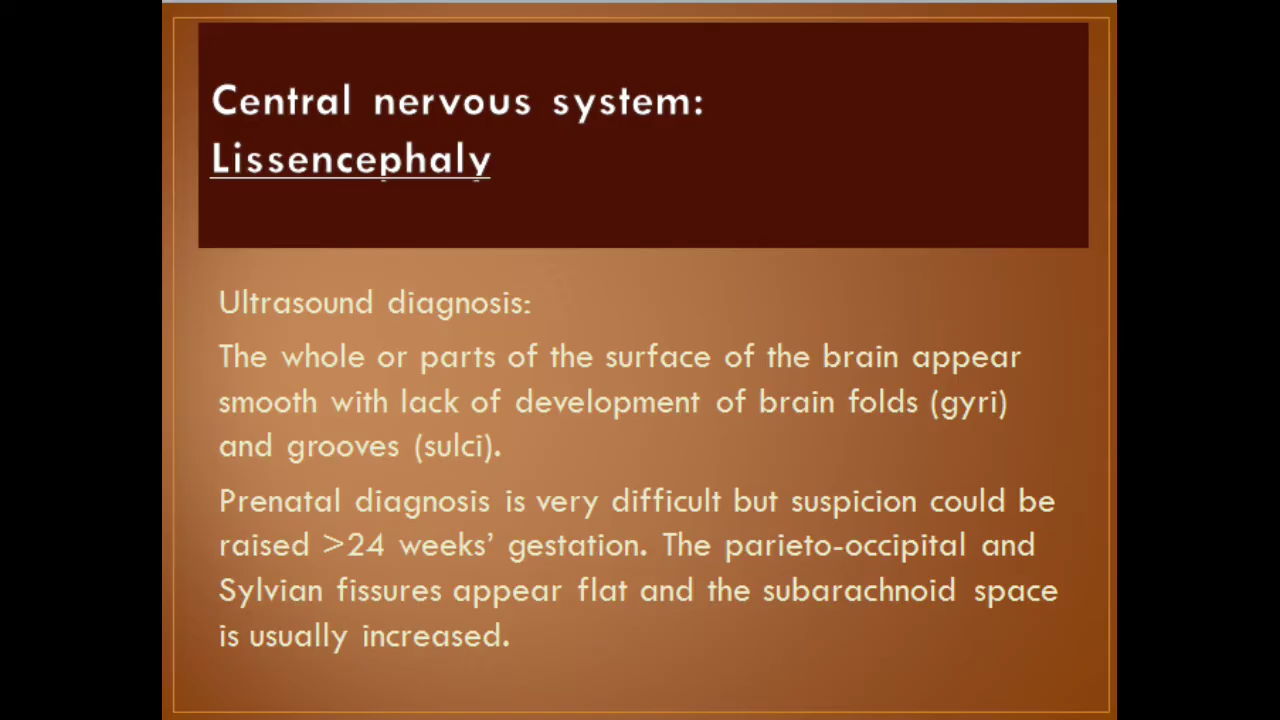 Central nervous system:
Lissencephaly
Ultrasound diagnosis:
The whole or parts of the surface of the brain appear
smooth with lack of development of brain folds (gyri)
and grooves (sulci).
Prenatal diagnosis is very difficult but suspicion could be
raised >24 weeks’ gestation. The parieto-occipital and
Sylvian fissures appear flat and the subarachnoid space
is usually increased.